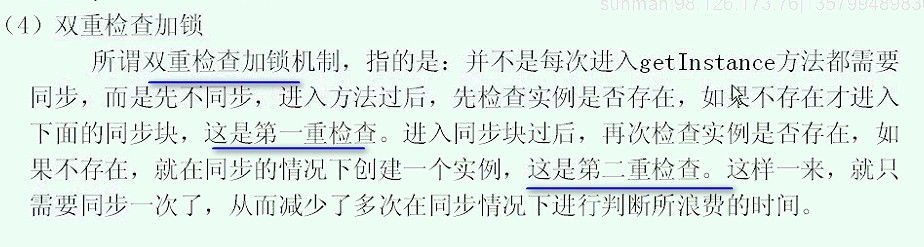 sunman|98.126.173.76| 3579948983
(4) 双重检查加锁
所谓双重检查加锁机制，指的是：并不是每次进入getInstance方法都需要
同步，而是先不同步，进入方法过后，先检查实例是否存在，如果不存在才进入
下面的同步块，这是第一重检查。进入同步块过后，再次检查实例是否存在，如
果不存在，就在同步的情况下创建一个实例，这是第二重检查。这样一来，就只
需要同步一次了，从而减少了多次在同步情况下进行判断所浪费的时间。